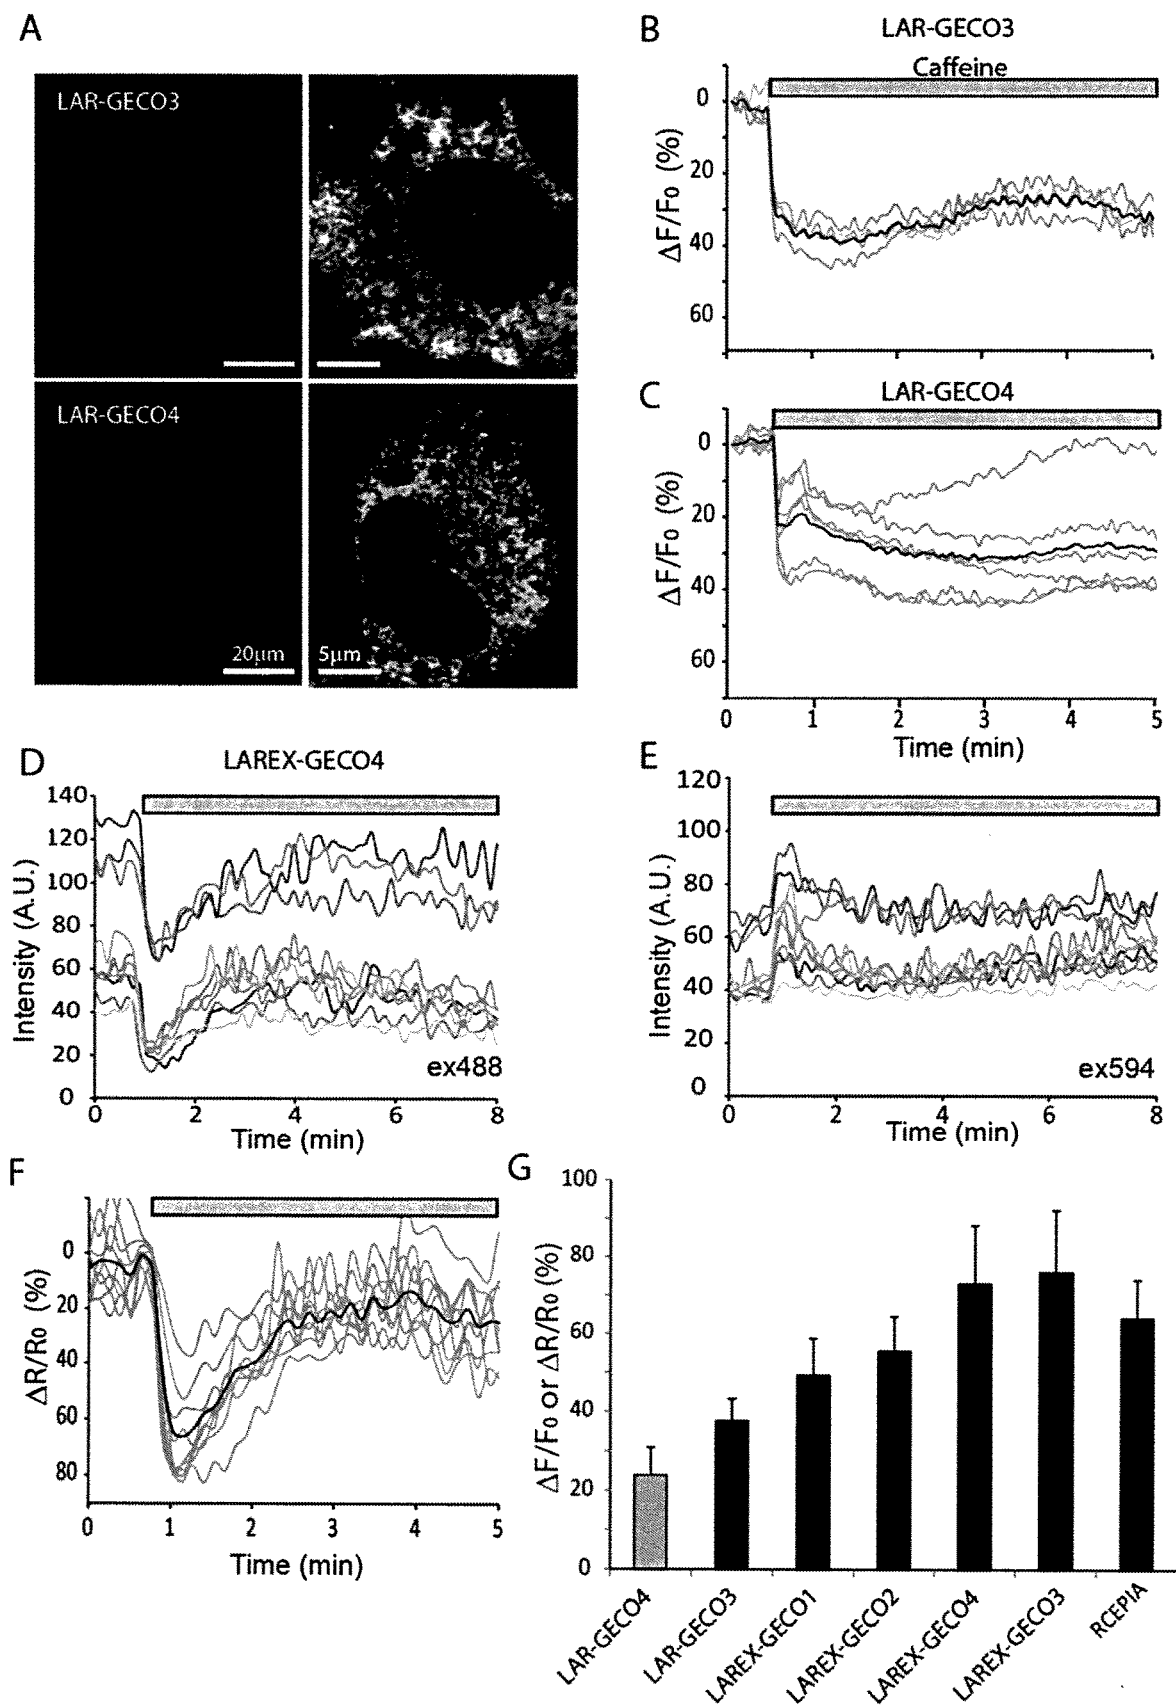 A
LAR-GECO3
LAR-GECO4
20µm
5µm
B
LAR-GECO3
Caffeine
ΔF/F0 (%)
0
20
40
60
C
LAR-GECO4
ΔF/F0 (%)
0
20
40
60
0 1 2 3 4 5
Time (min)
D
LAREX-GECO4
Intensity (A.U.)
140
120
100
80
60
40
20
0
ex488
0 2 4 6 8
Time (min)
E
Intensity (A.U.)
120
100
80
60
40
20
0
ex594
0 2 4 6 8
Time (min)
F
ΔR/R0 (%)
0
20
40
60
80
0 1 2 3 4 5
Time (min)
G
ΔF/F0 or ΔR/R0 (%)
100
80
60
40
20
0
LAR-GECO4
LAR-GECO3
LAREX-GECO1
LAREX-GECO2
LAREX-GECO4
LAREX-GECO3
RCEPIA